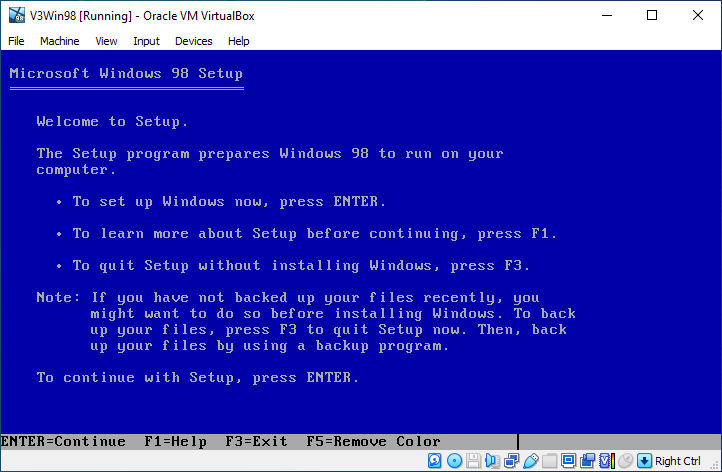 V3Win98 [Running] - Oracle VM VirtualBox
File Machine View Input Devices Help
Microsoft Windows 98 Setup
Welcome to Setup.
The Setup program prepares Windows 98 to run on your
computer.
• To set up Windows now, press ENTER.
• To learn more about Setup before continuing, press F1.
• To quit Setup without installing Windows, press F3.
Note: If you have not backed up your files recently, you
might want to do so before installing Windows. To back
up your files, press F3 to quit Setup now. Then, back
up your files by using a backup program.
To continue with Setup, press ENTER.
ENTER=Continue F1=Help F3=Exit F5=Remove Color
Right Ctrl